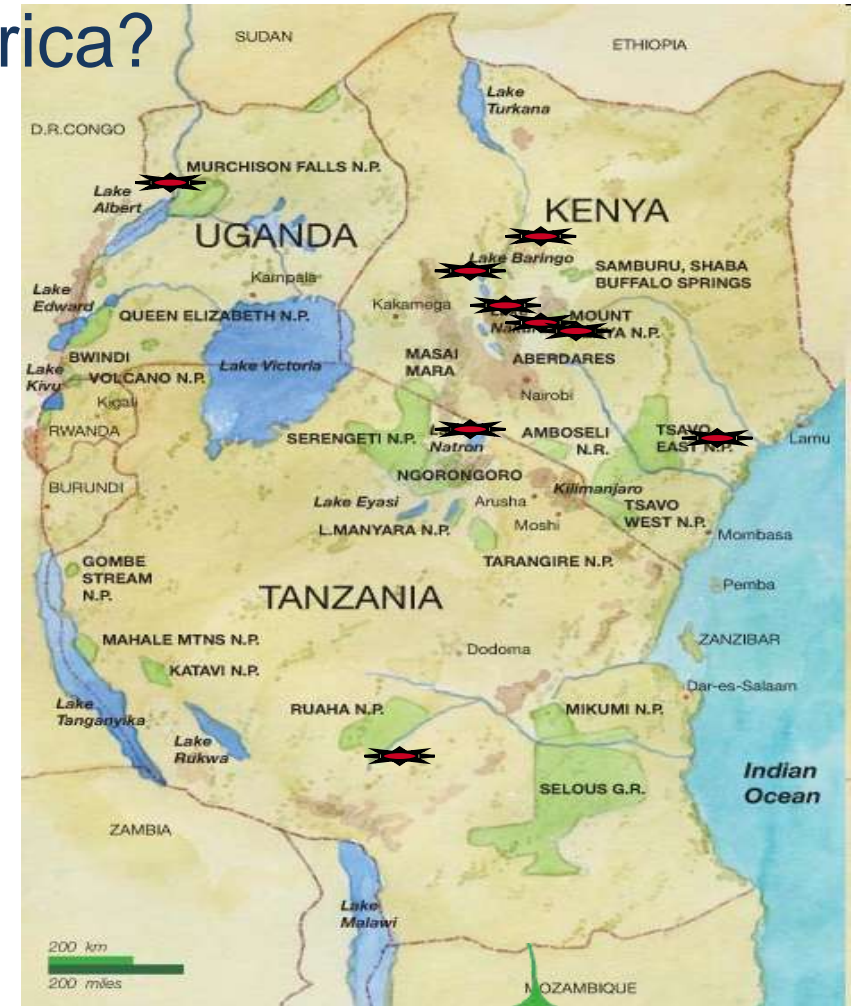 rica?
SUDAN
ETHIOPIA
Lake
Turkana
D.R.CONGO
MURCHISON FALLS N.P.
Lake
Albert
KENYA
UGANDA
Lake Baringo
SAMBURU, SHABA
BUFFALO SPRINGS
Kampala
Lake
Edward
Kakamega
QUEEN ELIZABETH N.P.
MOUNT
YA N.P.
BWINDI
MASAI
MARA
ABERDARES
Lake Victoria
Lake
Kivu
VOLCANO N.P.
Kigali
Nairobi
RWANDA
SERENGETI N.P.
Natron
AMBOSELI
N.R.
TSAVO
EAST N.P.
Lamu
NGORONGORO
BURUNDI
Lake Eyasi
Arusha
Kilimanjaro
L.MANYARA N.P.
Moshi
TSAVO
WEST N.P.
Mombasa
TARANGIRE N.P.
GOMBE
STREAM
N.P.
Pemba
TANZANIA
MAHALE MTNS N.P.
ZANZIBAR
Dodoma
KATAVI N.P.
Dar-es-Salaam
Lake
Tanganyika
RUAHA N.P.
MIKUMI N.P.
Lake
Rukwa
Indian
Ocean
SELOUS G.R.
ZAMBIA
Lake
Malawi
200 km
200 miles
MOZAMBIQUE